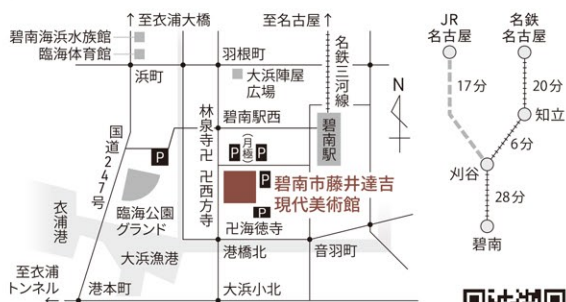 ↑至衣浦大橋
至名古屋↑
碧南海浜水族館
臨海体育館
浜町
羽根町
大浜陣屋
広場
名鉄三河線
N
碧南駅西
碧南駅
林泉寺卍
国道247号
P
P
(月極)
P
卍西方寺
P
碧南市藤井達吉
現代美術館
P
臨海公園
グランド
衣浦港
卍海徳寺
大浜漁港
港橋北
音羽町
至衣浦
トンネル
港本町
大浜小北
JR
名古屋
名鉄
名古屋
17分
20分
知立
6分
刈谷
28分
碧南